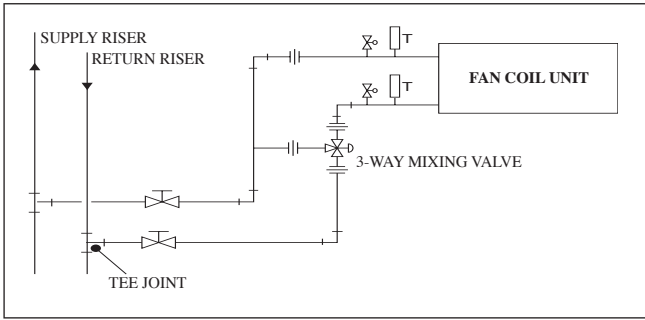 SUPPLY RISER
RETURN RISER
T
T
FAN COIL UNIT
3-WAY MIXING VALVE
TEE JOINT